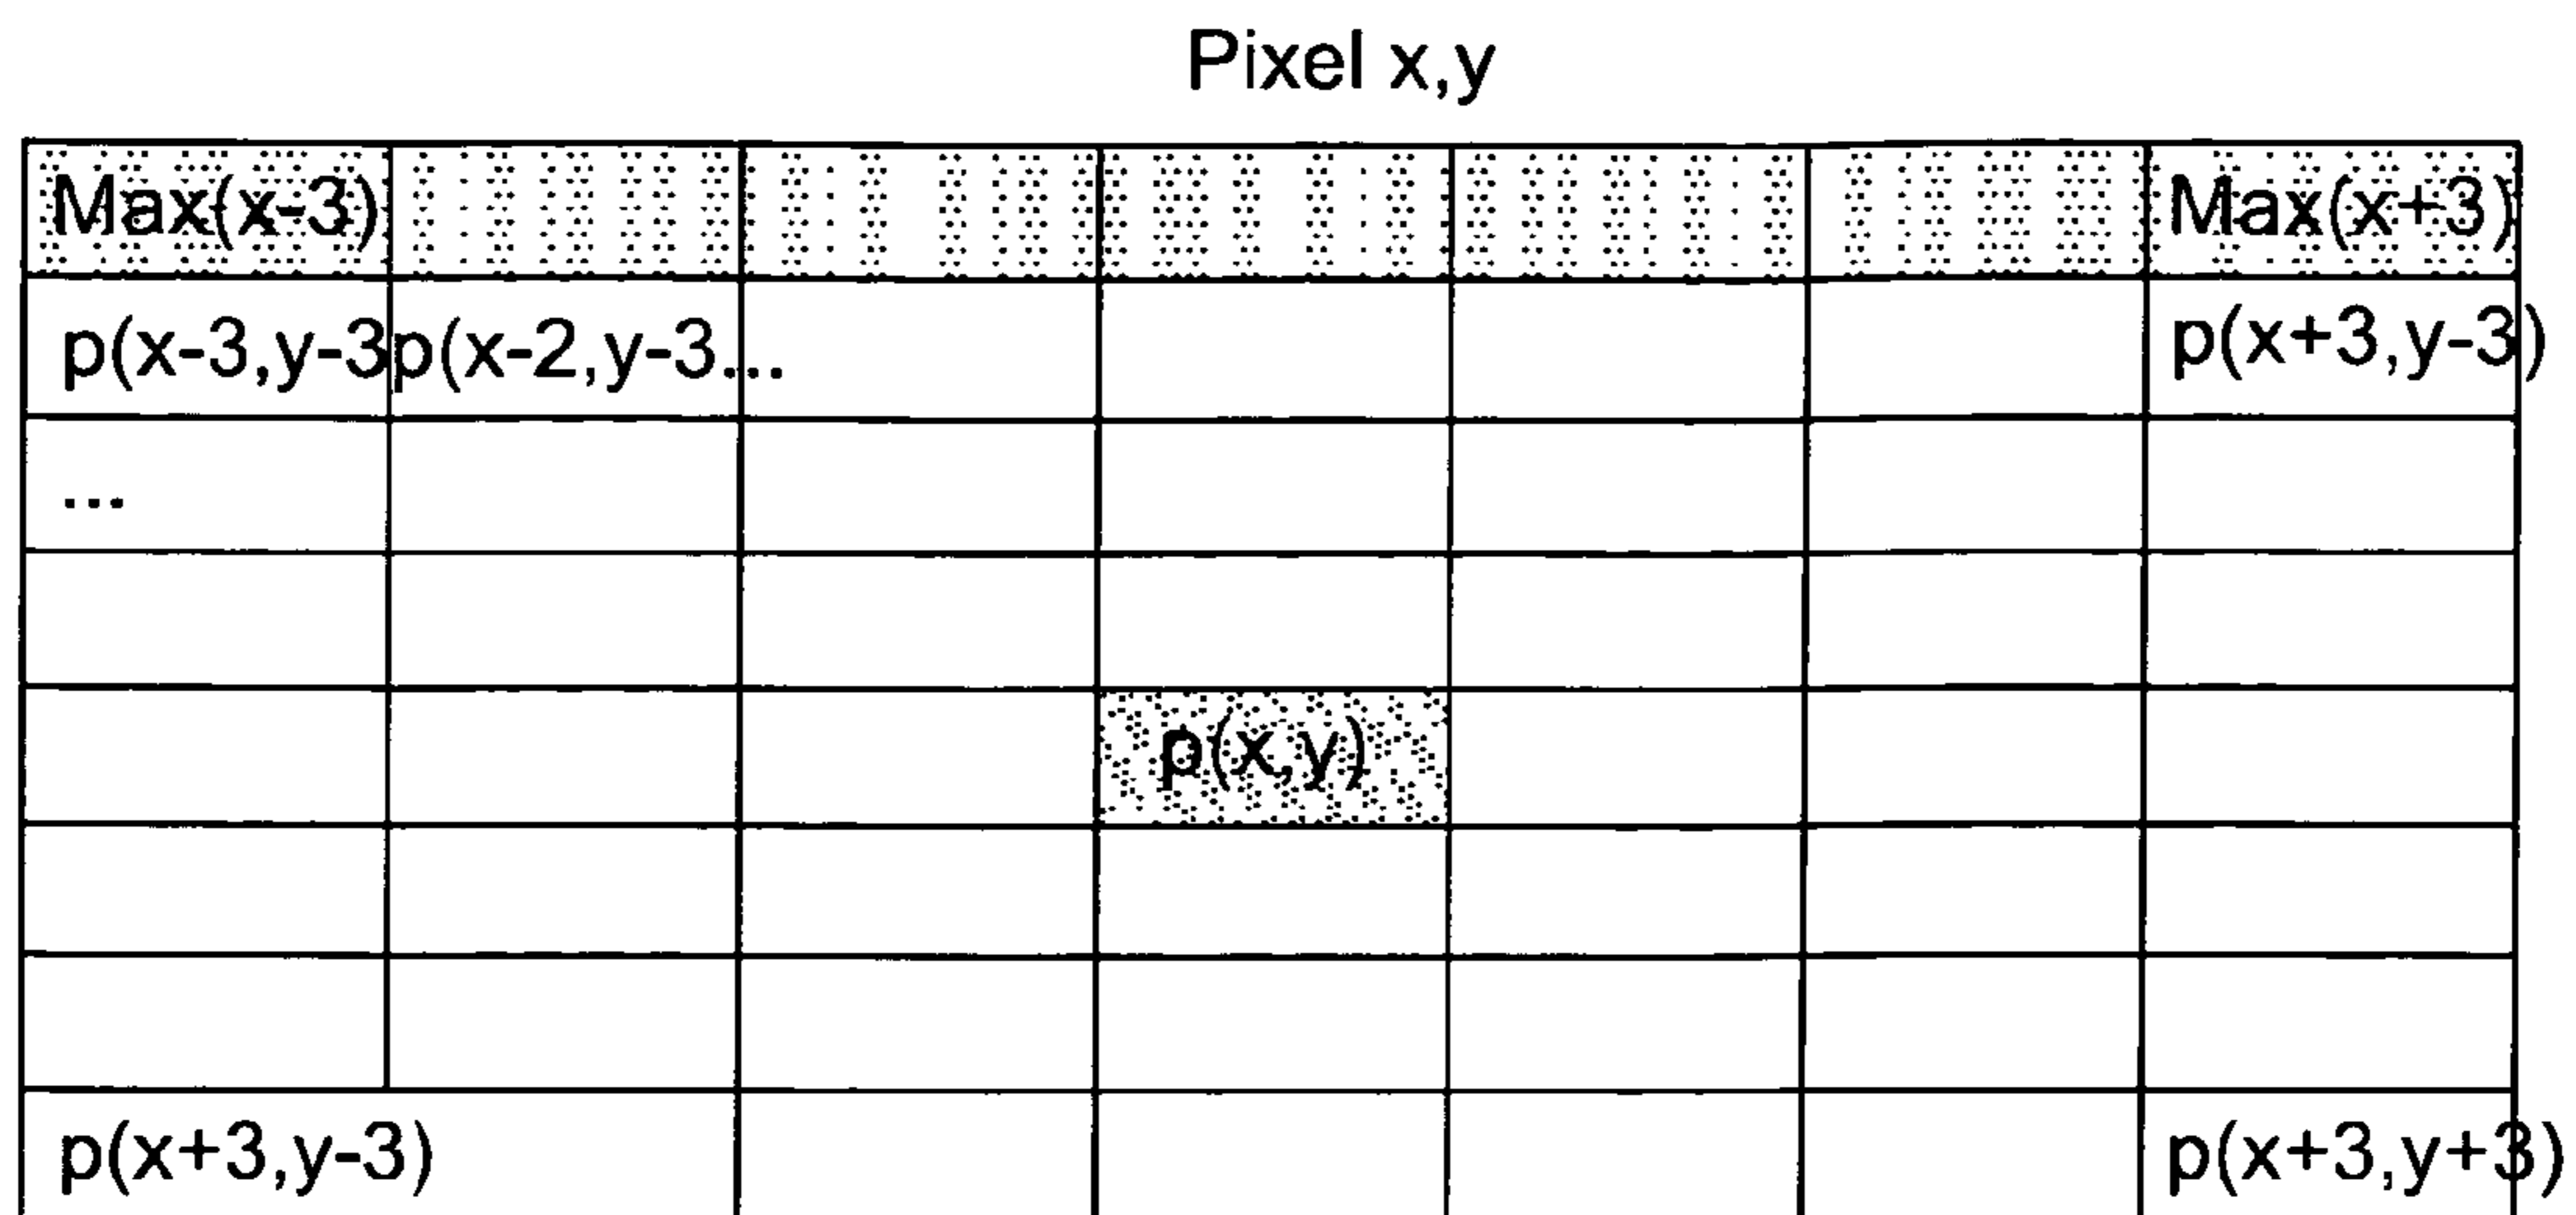 Pixel x,y
Max(x-3) Max(x+3)
p(x-3,y-3 p(x-2,y-3... p(x+3,y-3)
...
p(x,y)
p(x+3,y-3) p(x+3,y+3)